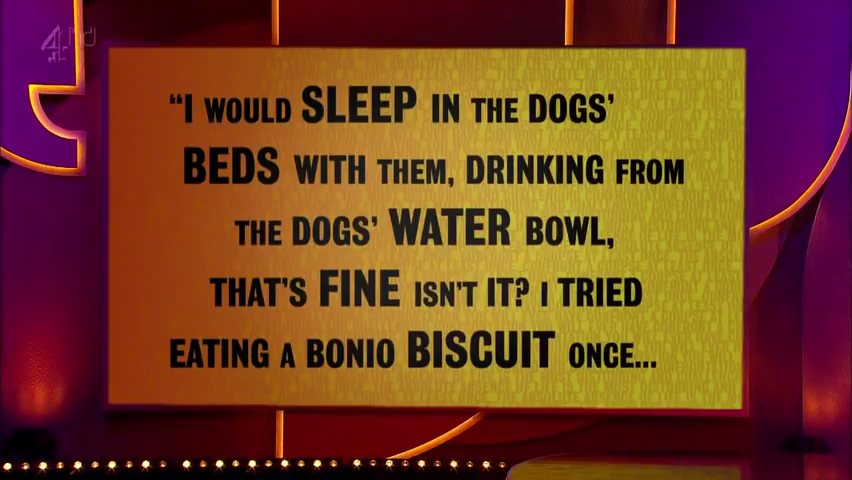 4hd
“I WOULD SLEEP IN THE DOGS’
BEDS WITH THEM, DRINKING FROM
THE DOGS’ WATER BOWL,
THAT’S FINE ISN’T IT? I TRIED
EATING A BONIO BISCUIT ONCE...